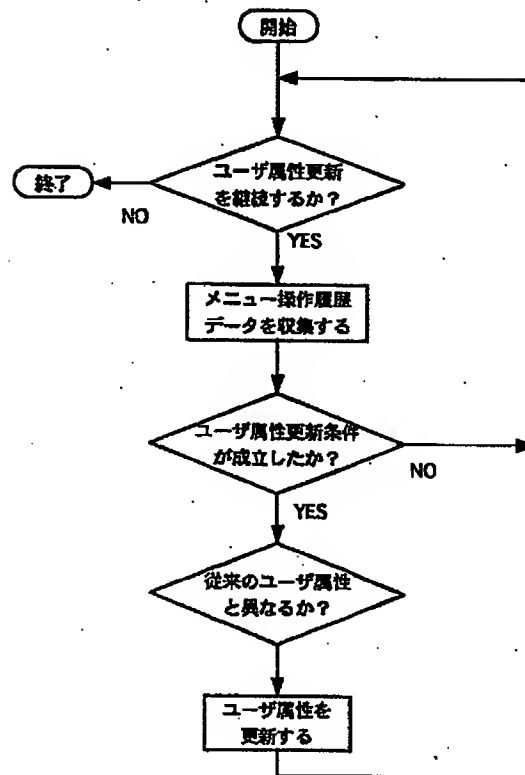 開始
ユーザ属性更新
を継続するか？
終了
NO
YES
メニュー操作履歴
データを収集する
ユーザ属性更新条件
が成立したか？
NO
YES
従来のユーザ属性
と異なるか？
ユーザ属性を
更新する